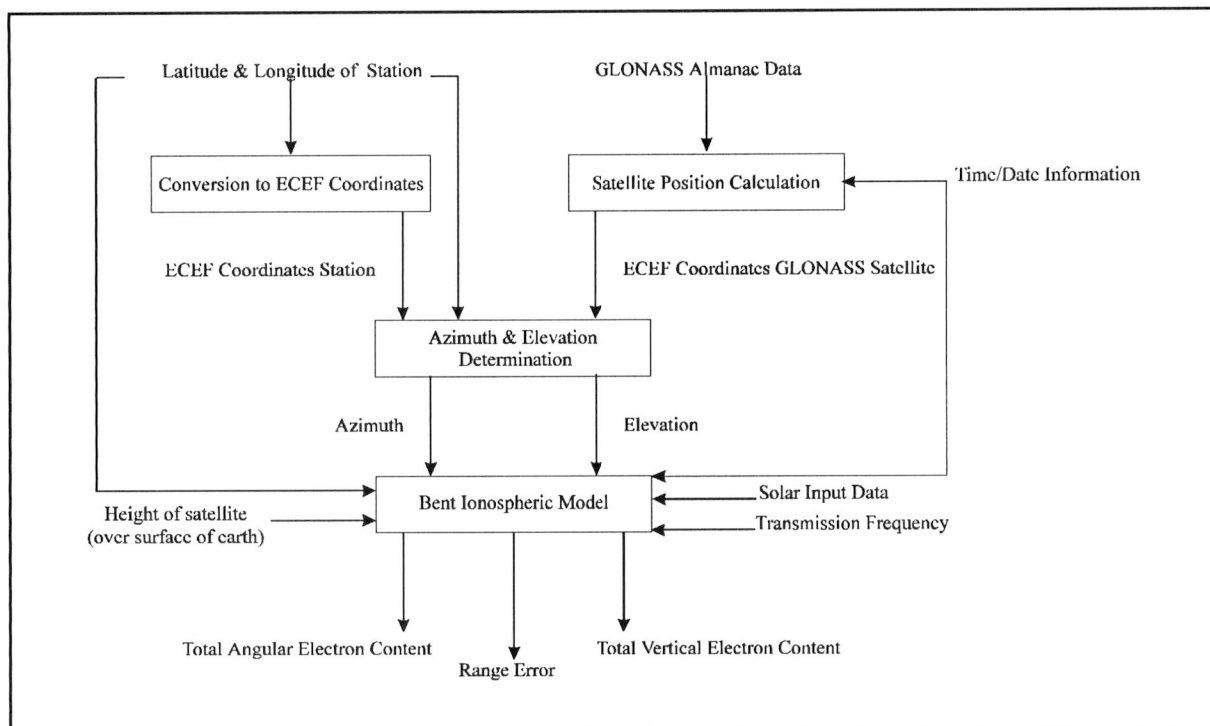 Latitude & Longitude of Station
GLONASS Almanac Data
Conversion to ECEF Coordinates
Satellite Position Calculation
Time/Date Information
ECEF Coordinates Station
ECEF Coordinates GLONASS Satellite
Azimuth & Elevation
Determination
Azimuth
Elevation
Bent Ionospheric Model
Solar Input Data
Height of satellite
(over surface of earth)
Transmission Frequency
Total Angular Electron Content
Total Vertical Electron Content
Range Error